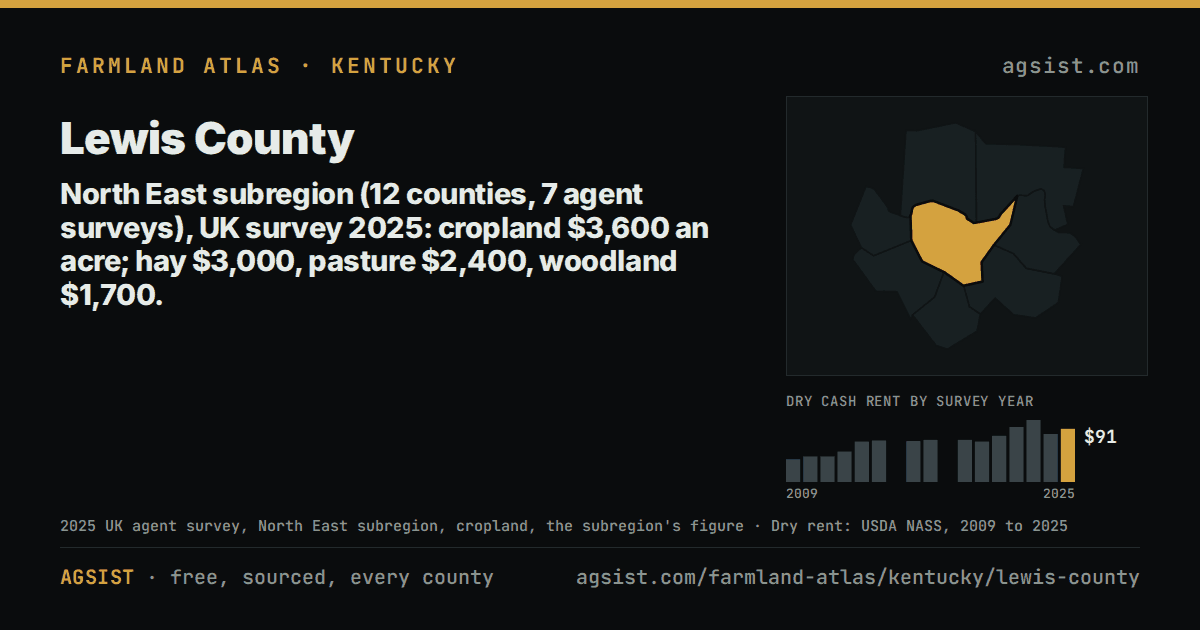 FARMLAND ATLAS · KENTUCKY
agsist.com
Lewis County
North East subregion (12 counties, 7 agent
surveys), UK survey 2025: cropland $3,600 an
acre; hay $3,000, pasture $2,400, woodland
$1,700.
DRY CASH RENT BY SURVEY YEAR
$91
2009
2025
2025 UK agent survey, North East subregion, cropland, the subregion's figure · Dry rent: USDA NASS, 2009 to 2025
AGSIST · free, sourced, every county
agsist.com/farmland-atlas/kentucky/lewis-county